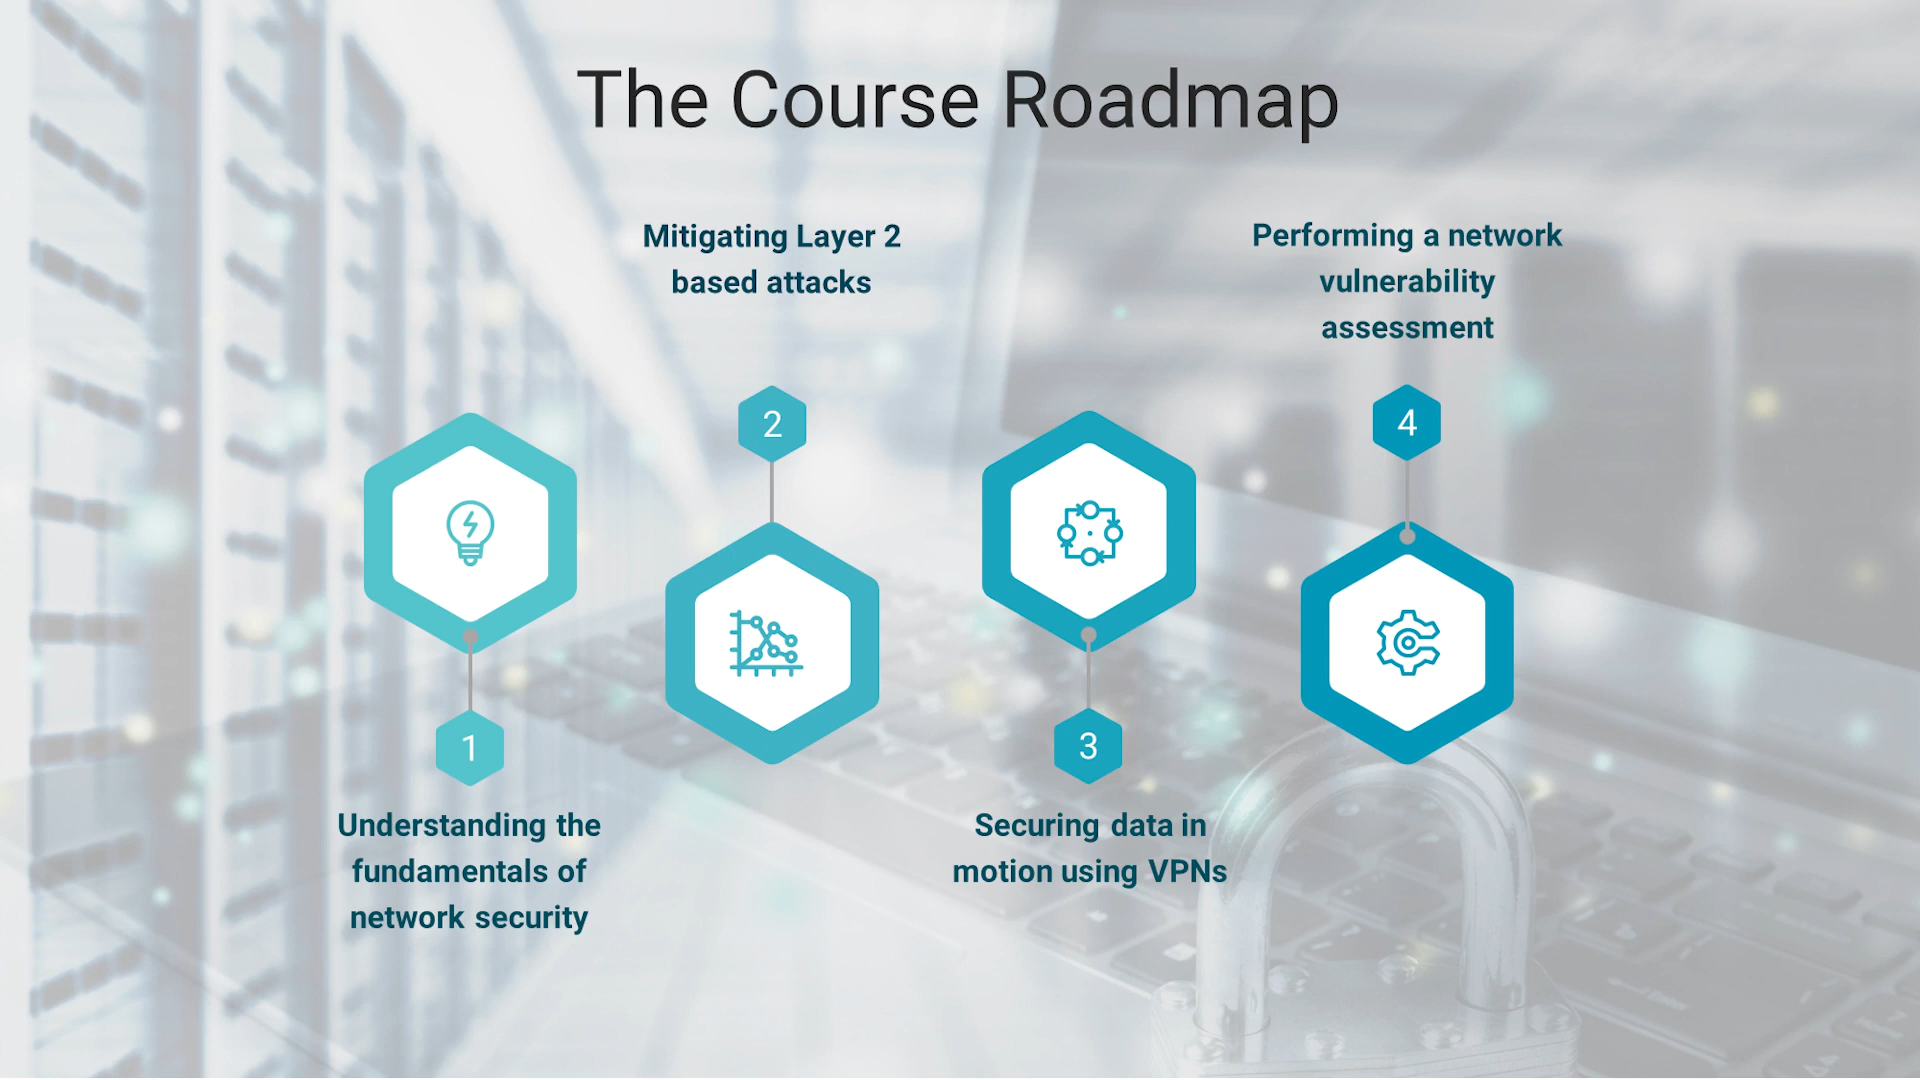 The Course Roadmap
1
Understanding the
fundamentals of
network security
Mitigating Layer 2
based attacks
2
3
Securing data in
motion using VPNs
Performing a network
vulnerability
assessment
4